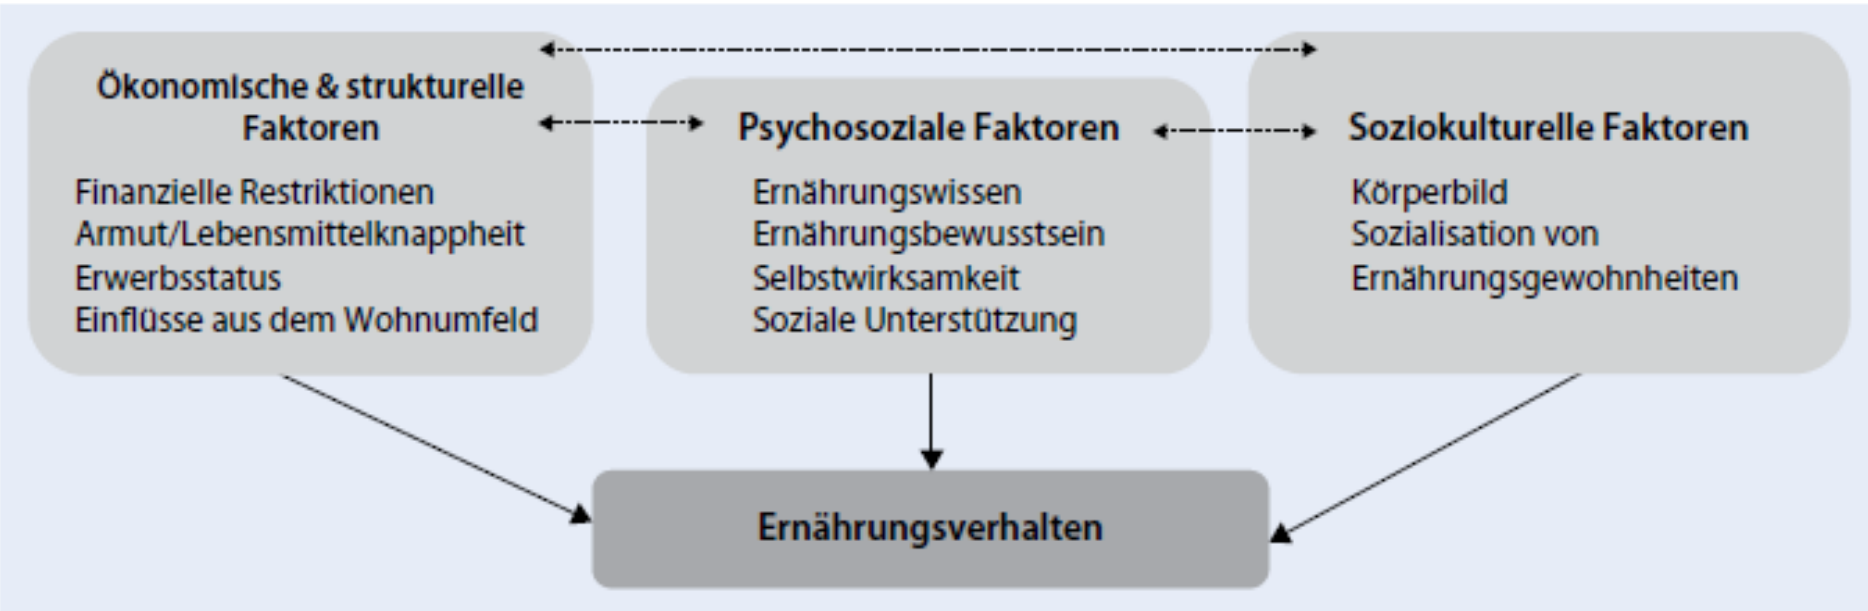 Ökonomische & strukturelle
Faktoren
Finanzielle Restriktionen
Armut/Lebensmittelknappheit
Erwerbsstatus
Einflüsse aus dem Wohnumfeld
Psychosoziale Faktoren
Ernährungswissen
Ernährungsbewusstsein
Selbstwirksamkeit
Soziale Unterstützung
Soziokulturelle Faktoren
Körperbild
Sozialisation von
Ernährungsgewohnheiten
Ernährungsverhalten